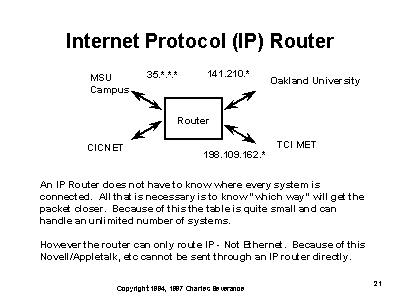 Internet Protocol (IP) Router
MSU 35.*.*.* 141.210.* Oakland University
Campus
Router
CICNET 198.109.162.* TCI MET
An IP Router does not have to know where every system is
connected. All that is necessary is to know "which way" will get the
packet closer. Because of this the table is quite small and can
handle an unlimited number of systems.
However the router can only route IP - Not Ethernet. Because of this
Novell/Appletalk, etc cannot be sent through an IP router directly.
Copyright 1994, 1997 Charles Severance
21